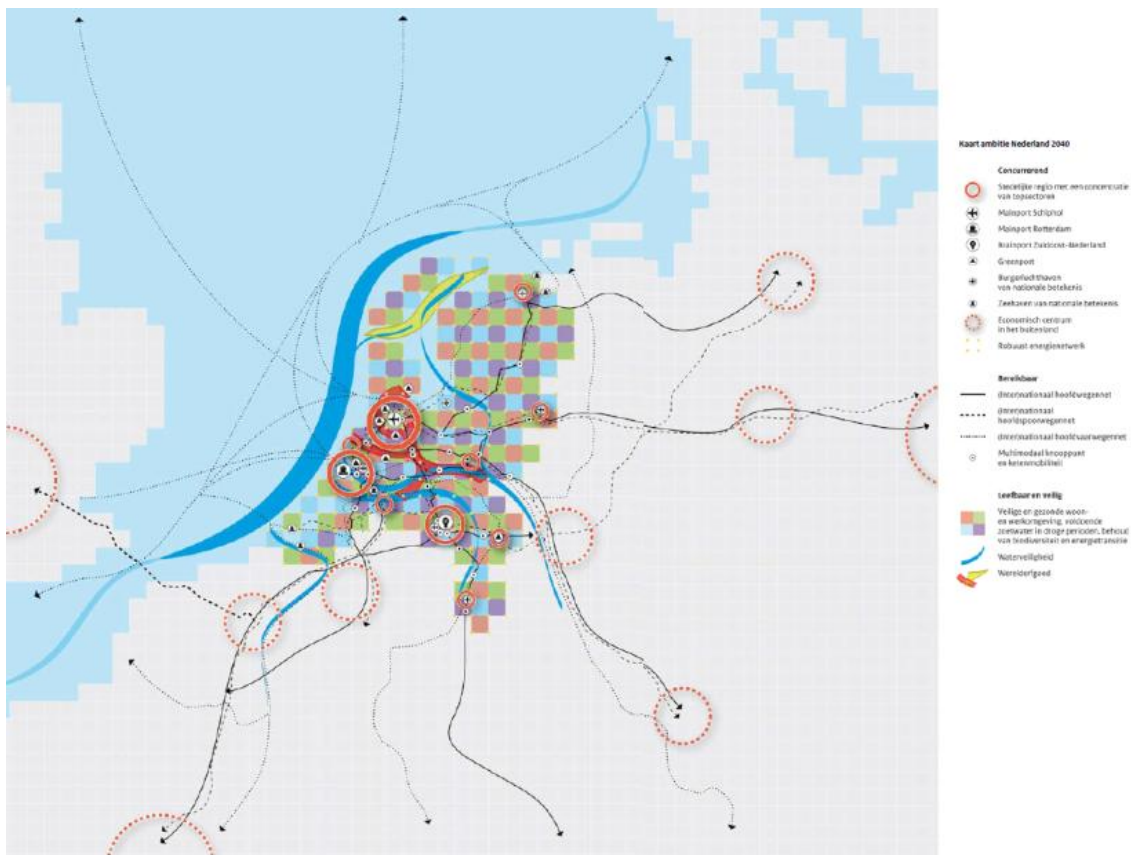 Kaart ambitie Nederland 2040
Concurrerend
Stedelijke regio met een concentratie
van topsectoren
Mainport Schiphol
Mainport Rotterdam
Brainport Zuidoost-Nederland
Greenport
Burgerluchthaven
van nationale betekenis
Zeehaven van nationale betekenis
Economisch centrum
in het buitenland
Robuust energienetwerk
Bereikbaar
(Inter)nationaal hoofdwegennet
(Inter)nationaal
hoofdspoorwegennet
(Inter)nationaal hoofdvaarwegennet
Multimodaal knooppunt
en ketenmobiliteit
Leefbaar en veilig
Veilige en gezonde woon-
en werkomgeving, voldoende
zoetwater in droge perioden, behoud
van biodiversiteit en energietransitie
Waterveiligheid
Werelderfgoed